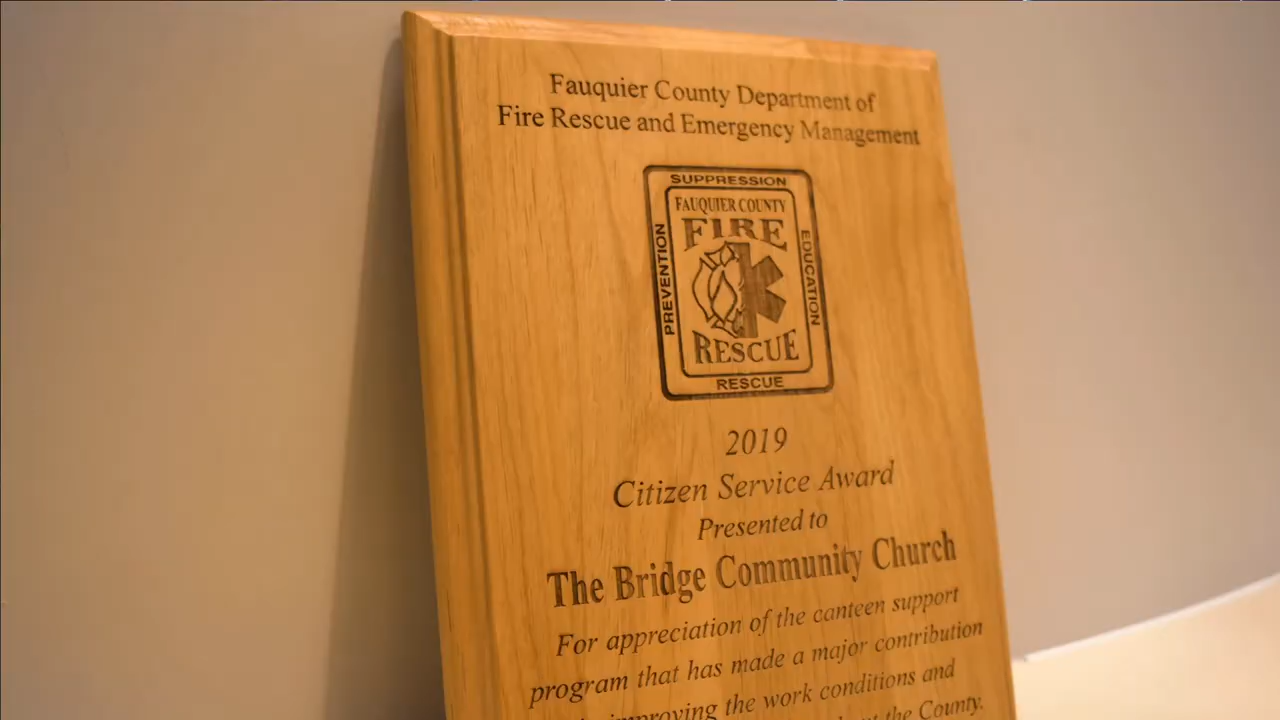 Fauquier County Department of
Fire Rescue and Emergency Management
SUPPRESSION
PREVENTION
FAUQUIER COUNTY
FIRE
RESCUE
EDUCATION
RESCUE
2019
Citizen Service Award
Presented to
The Bridge Community Church
For appreciation of the canteen support
program that has made a major contribution
improving the work conditions and
the County.